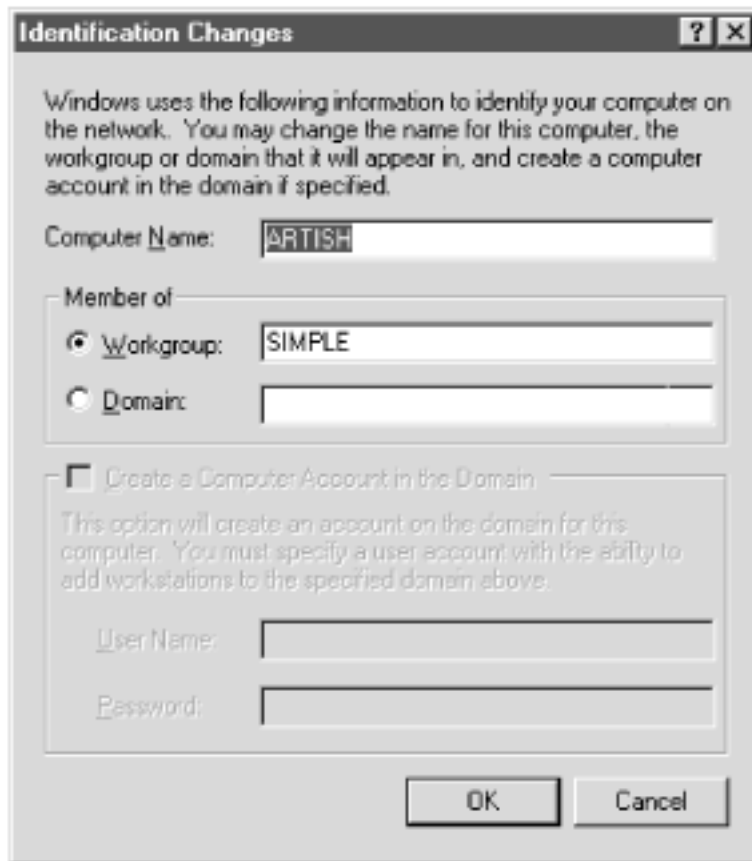 Identification Changes
Windows uses the following information to identify your computer on
the network. You may change the name for this computer, the
workgroup or domain that it will appear in, and create a computer
account in the domain if specified.
Computer Name: ARTISH
Member of
Workgroup: SIMPLE
Domain:
Create a Computer Account in the Domain
This option will create an account on the domain for this
computer. You must specify a user account with the ability to
add workstations to the specified domain above.
User Name:
Password:
OK Cancel